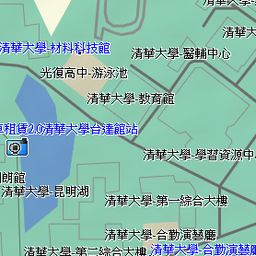 清華大學-材料科技館
清華大學-醫輔中心
光復高中-游泳池
清華大學-教育館
租賃2.0清華大學台達館站
清華大學-學習資源中
朗館
清華大學-昆明湖
清華大學-第一綜合大樓
清華大學-合勤演藝廳
清華大學-第二綜合大樓
清華大學-合勤演藝廳